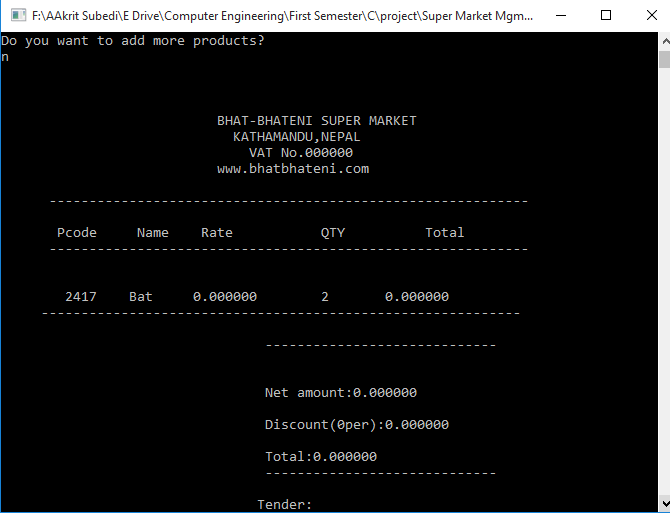 F:\AAkrit Subedi\E Drive\Computer Engineering\First Semester\C\project\Super Market Mgm...
Do you want to add more products?
n
BHAT-BHATENI SUPER MARKET
KATHAMANDU,NEPAL
VAT No.000000
www.bhatbhateni.com
------------------------------------------------------------
Pcode Name Rate QTY Total
------------------------------------------------------------
2417 Bat 0.000000 2 0.000000
------------------------------------------------------------
-----------------------------
Net amount:0.000000
Discount(0per):0.000000
Total:0.000000
-----------------------------
Tender: